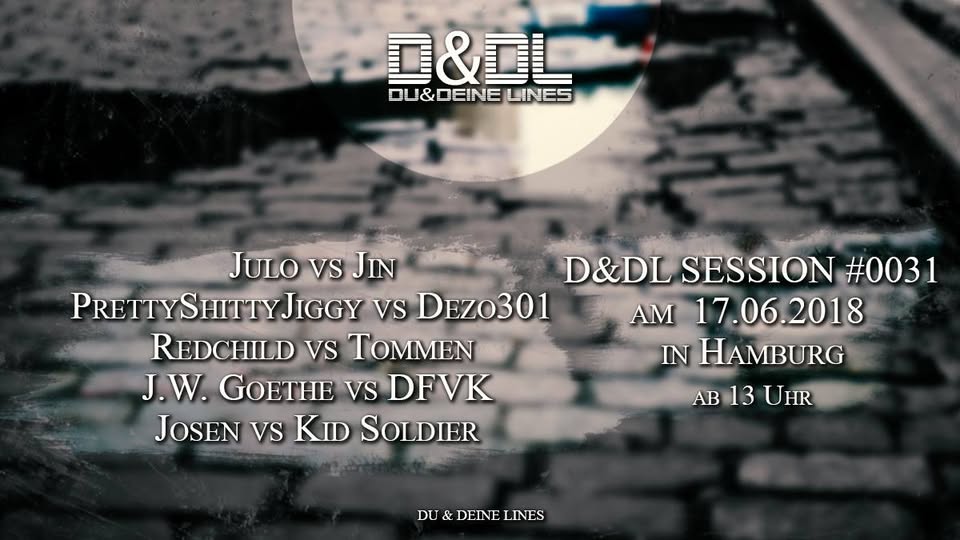 D&DL
DU&DEINE LINES
Julo vs Jin
PrettyShittyJiggy vs Dezo301
Redchild vs Tommen
J.W. Goethe vs DFVK
Josen vs Kid Soldier
D&DL SESSION #0031
am 17.06.2018
in Hamburg
ab 13 Uhr
DU & DEINE LINES